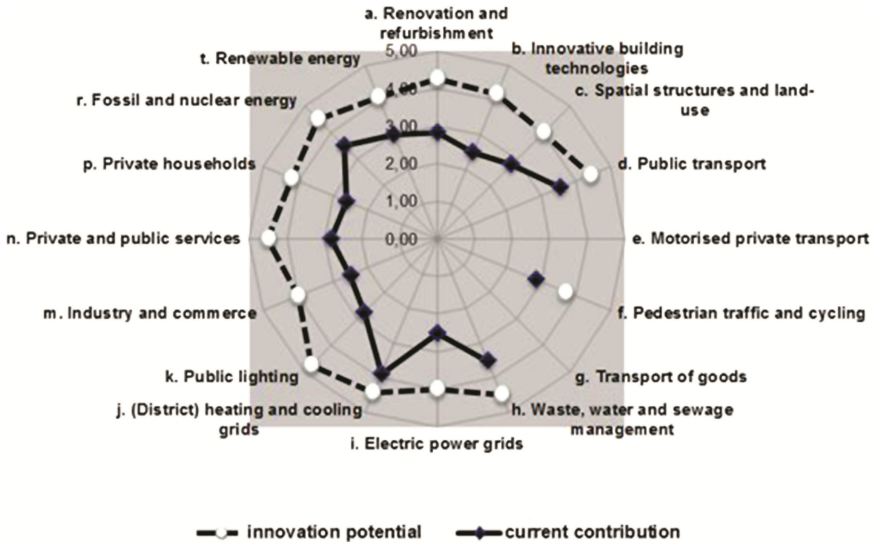 a. Renovation and
refurbishment
b. Innovative building
technologies
c. Spatial structures and land-
use
d. Public transport
e. Motorised private transport
f. Pedestrian traffic and cycling
g. Transport of goods
h. Waste, water and sewage
management
i. Electric power grids
j. (District) heating and cooling
grids
k. Public lighting
m. Industry and commerce
n. Private and public services
p. Private households
r. Fossil and nuclear energy
t. Renewable energy
5,00
4,00
3,00
2,00
1,00
0,00
innovation potential
current contribution